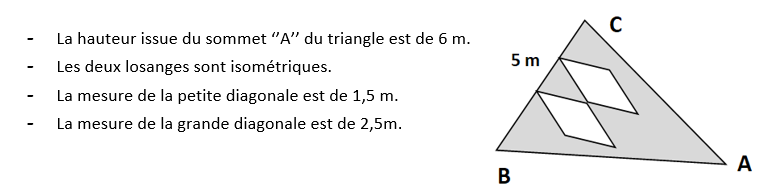 - La hauteur issue du sommet ‘’A’’ du triangle est de 6 m.
- Les deux losanges sont isométriques.
- La mesure de la petite diagonale est de 1,5 m.
- La mesure de la grande diagonale est de 2,5m.
C
5 m
A
B